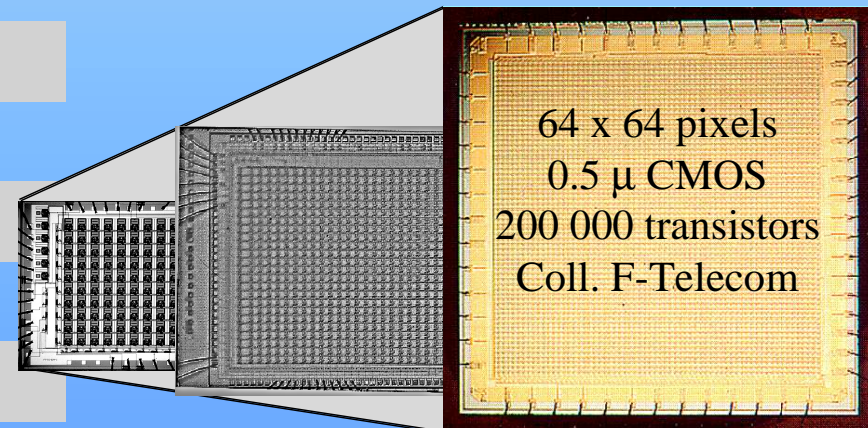 64 x 64 pixels
0.5 µ CMOS
200 000 transistors
Coll. F-Telecom